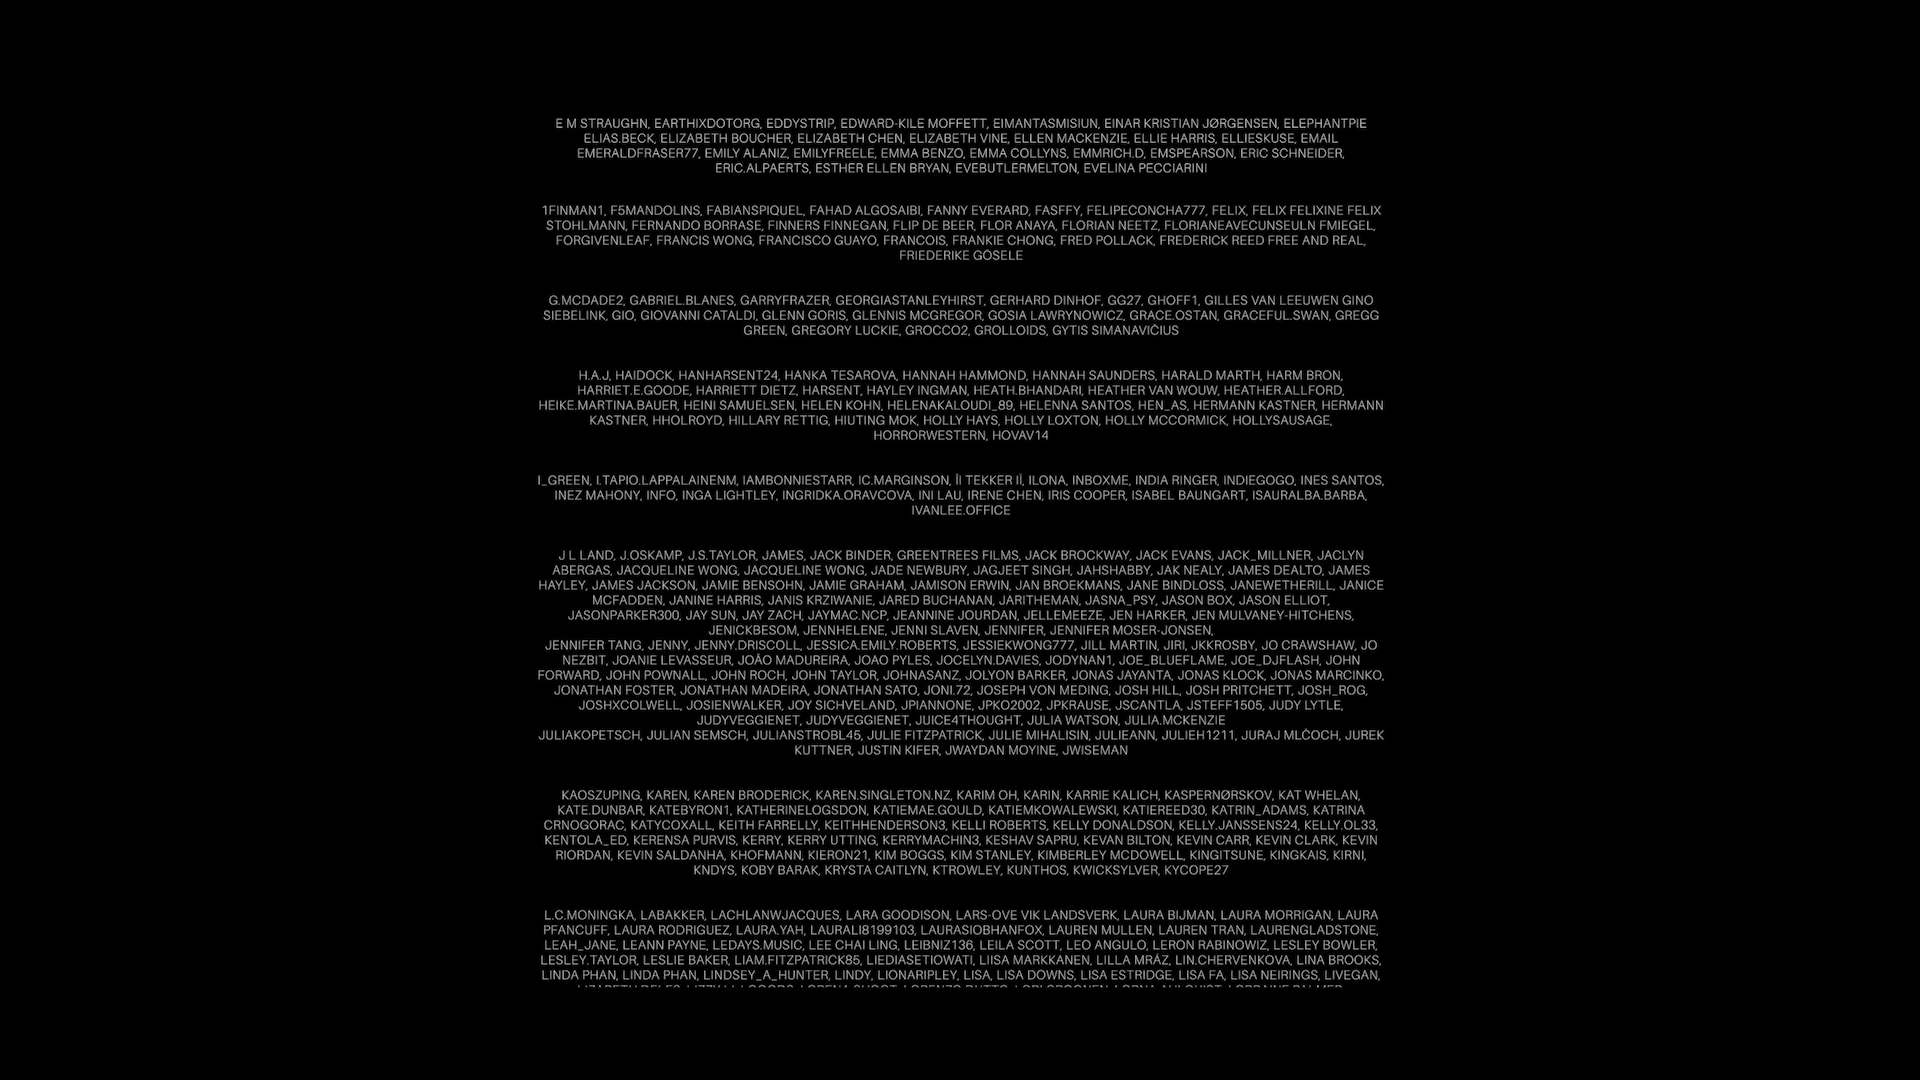 E M STRAUGHN, EARTHIXDOTORG, EDDYSTRIP, EDWARD-KILE MOFFETT, EIMANTASMISIUN, EINAR KRISTIAN JØRGENSEN, ELEPHANTPIE
ELIAS.BECK, ELIZABETH BOUCHER, ELIZABETH CHEN, ELIZABETH VINE, ELLEN MACKENZIE, ELLIE HARRIS, ELLIESKUSE, EMAIL
EMERALDFRASER77, EMILY ALANIZ, EMILYFREELE, EMMA BENZO, EMMA COLLYNS, EMMRICH.D, EMSPEARSON, ERIC SCHNEIDER,
ERIC.ALPAERTS, ESTHER ELLEN BRYAN, EVEBUTLERMELTON, EVELINA PECCIARINI
1FINMAN1, F5MANDOLINS, FABIANSPIQUEL, FAHAD ALGOSAIBI, FANNY EVERARD, FASFFY, FELIPECONCHA777, FELIX, FELIX FELIXINE FELIX
STOHLMANN, FERNANDO BORRASE, FINNERS FINNEGAN, FLIP DE BEER, FLOR ANAYA, FLORIAN NEETZ, FLORIANEAVECUNSEULN FMIEGEL,
FORGIVENLEAF, FRANCIS WONG, FRANCISCO GUAYO, FRANCOIS, FRANKIE CHONG, FRED POLLACK, FREDERICK REED FREE AND REAL,
FRIEDERIKE GÖSELE
G.MCDADE2, GABRIEL.BLANES, GARRYFRAZER, GEORGIASTANLEYHIRST, GERHARD DINHOF, GG27, GHOFF1, GILLES VAN LEEUWEN GINO
SIEBELINK, GIO, GIOVANNI CATALDI, GLENN GORIS, GLENNIS MCGREGOR, GOSIA LAWRYNOWICZ, GRACE.OSTAN, GRACEFUL.SWAN, GREGG
GREEN, GREGORY LUCKIE, GROCCO2, GROLLOIDS, GYTIS SIMANAVIČIUS
H.A.J, HAIDOCK, HANHARSENT24, HANKA TESAROVA, HANNAH HAMMOND, HANNAH SAUNDERS, HARALD MARTH, HARM BRON,
HARRIET.E.GOODE, HARRIETT DIETZ, HARSENT, HAYLEY INGMAN, HEATH.BHANDARI, HEATHER VAN WOUW, HEATHER.ALLFORD,
HEIKE.MARTINA.BAUER, HEINI SAMUELSEN, HELEN KOHN, HELENAKALOUDI_89, HELENNA SANTOS, HEN_AS, HERMANN KASTNER, HERMANN
KASTNER, HHOLROYD, HILLARY RETTIG, HIUTING MOK, HOLLY HAYS, HOLLY LOXTON, HOLLY MCCORMICK, HOLLYSAUSAGE,
HORRORWESTERN, HOVAV14
I_GREEN, I.TAPIO.LAPPALAINENM, IAMBONNIESTARR, IC.MARGINSON, ÏI TEKKER IÏ, ILONA, INBOXME, INDIA RINGER, INDIEGOGO, INES SANTOS,
INEZ MAHONY, INFO, INGA LIGHTLEY, INGRIDKA.ORAVCOVA, INI LAU, IRENE CHEN, IRIS COOPER, ISABEL BAUNGART, ISAURALBA.BARBA,
IVANLEE.OFFICE
J L LAND, J.OSKAMP, J.S.TAYLOR, JAMES, JACK BINDER, GREENTREES FILMS, JACK BROCKWAY, JACK EVANS, JACK_MILLNER, JACLYN
ABERGAS, JACQUELINE WONG, JACQUELINE WONG, JADE NEWBURY, JAGJEET SINGH, JAHSHABBY, JAK NEALY, JAMES DEALTO, JAMES
HAYLEY, JAMES JACKSON, JAMIE BENSOHN, JAMIE GRAHAM, JAMISON ERWIN, JAN BROEKMANS, JANE BINDLOSS, JANEWETHERILL, JANICE
MCFADDEN, JANINE HARRIS, JANIS KRZIWANIE, JARED BUCHANAN, JARITHEMAN, JASNA_PSY, JASON BOX, JASON ELLIOT,
JASONPARKER300, JAY SUN, JAY ZACH, JAYMAC.NCP, JEANNINE JOURDAN, JELLEMEEZE, JEN HARKER, JEN MULVANEY-HITCHENS,
JENICKBESOM, JENNHELENE, JENNI SLAVEN, JENNIFER, JENNIFER MOSER-JONSEN,
JENNIFER TANG, JENNY, JENNY.DRISCOLL, JESSICA.EMILY.ROBERTS, JESSIEKWONG777, JILL MARTIN, JIRI, JKKROSBY, JO CRAWSHAW, JO
NEZBIT, JOANIE LEVASSEUR, JOÃO MADUREIRA, JOAO PYLES, JOCELYN.DAVIES, JODYNAN1, JOE_BLUEFLAME, JOE_DJFLASH, JOHN
FORWARD, JOHN POWNALL, JOHN ROCH, JOHN TAYLOR, JOHNASANZ, JOLYON BARKER, JONAS JAYANTA, JONAS KLOCK, JONAS MARCINKO,
JONATHAN FOSTER, JONATHAN MADEIRA, JONATHAN SATO, JONI.72, JOSEPH VON MEDING, JOSH HILL, JOSH PRITCHETT, JOSH_ROG,
JOSHXCOLWELL, JOSIENWALKER, JOY SICHVELAND, JPIANNONE, JPKO2002, JPKRAUSE, JSCANTLA, JSTEFF1505, JUDY LYTLE,
JUDYVEGGIENET, JUDYVEGGIENET, JUICE4THOUGHT, JULIA WATSON, JULIA.MCKENZIE
JULIAKOPETSCH, JULIAN SEMSCH, JULIANSTROBL45, JULIE FITZPATRICK, JULIE MIHALISIN, JULIEANN, JULIEH1211, JURAJ MLČOCH, JUREK
KUTTNER, JUSTIN KIFER, JWAYDAN MOYINE, JWISEMAN
KAOSZUPING, KAREN, KAREN BRODERICK, KAREN.SINGLETON.NZ, KARIM OH, KARIN, KARRIE KALICH, KASPERNØRSKOV, KAT WHELAN,
KATE.DUNBAR, KATEBYRON1, KATHERINELOGSDON, KATIEMAE.GOULD, KATIEMKOWALEWSKI, KATIEREED30, KATRIN_ADAMS, KATRINA
CRNOGORAC, KATYCOXALL, KEITH FARRELLY, KEITHHENDERSON3, KELLI ROBERTS, KELLY DONALDSON, KELLY.JANSSENS24, KELLY.OL33,
KENTOLA_ED, KERENSA PURVIS, KERRY, KERRY UTTING, KERRYMACHIN3, KESHAV SAPRU, KEVAN BILTON, KEVIN CARR, KEVIN CLARK, KEVIN
RIORDAN, KEVIN SALDANHA, KHOFMANN, KIERON21, KIM BOGGS, KIM STANLEY, KIMBERLEY MCDOWELL, KINGITSUNE, KINGKAIS, KIRNI,
KNDYS, KOBY BARAK, KRYSTA CAITLYN, KTROWLEY, KUNTHOS, KWICKSYLVER, KYCOPE27
L.C.MONINGKA, LABAKKER, LACHLANWJACQUES, LARA GOODISON, LARS-OVE VIK LANDSVERK, LAURA BIJMAN, LAURA MORRIGAN, LAURA
PFANCUFF, LAURA RODRIGUEZ, LAURA.YAH, LAURALI8199103, LAURASIOBHANFOX, LAUREN MULLEN, LAUREN TRAN, LAURENGLADSTONE,
LEAH_JANE, LEANN PAYNE, LEDAYS.MUSIC, LEE CHAI LING, LEIBNIZ136, LEILA SCOTT, LEO ANGULO, LERON RABINOWIZ, LESLEY BOWLER,
LESLEY.TAYLOR, LESLIE BAKER, LIAM.FITZPATRICK85, LIEDIASETIOWATI, LIISA MARKKANEN, LILLA MRÁZ, LIN.CHERVENKOVA, LINA BROOKS,
LINDA PHAN, LINDA PHAN, LINDSEY_A_HUNTER, LINDY, LIONARIPLEY, LISA, LISA DOWNS, LISA ESTRIDGE, LISA FA, LISA NEIRINGS, LIVEGAN,